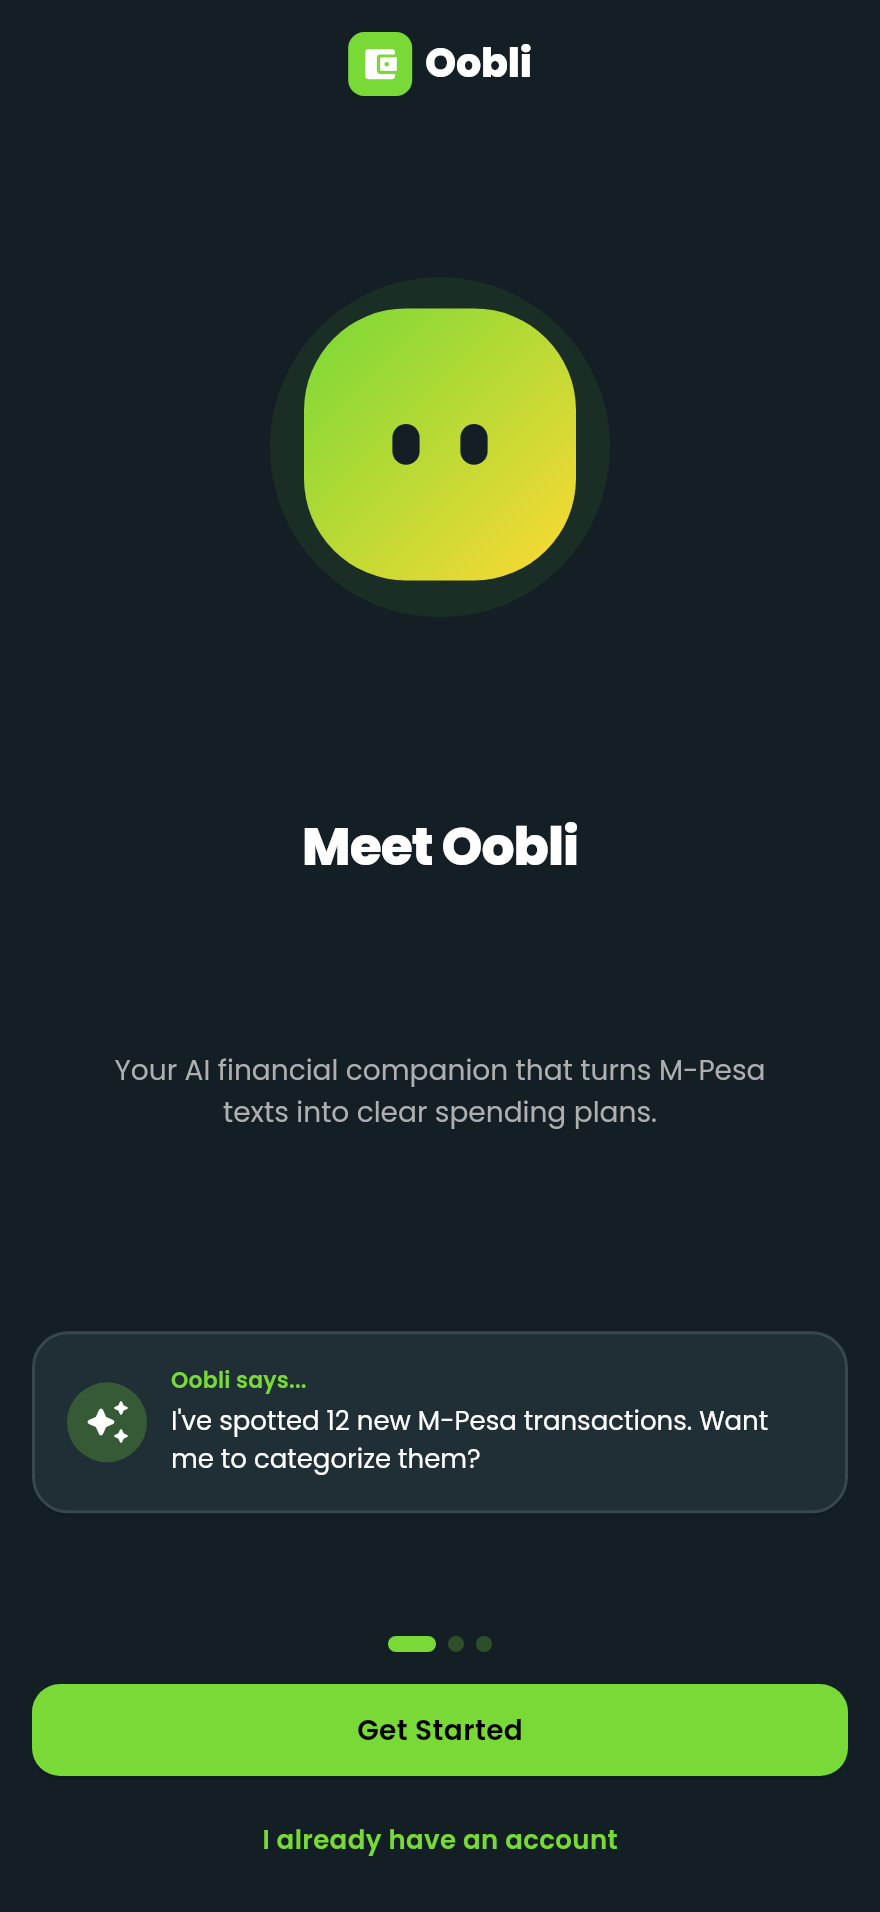 Oobli
Meet Oobli
Your AI financial companion that turns M-Pesa
texts into clear spending plans.
Oobli says...
I've spotted 12 new M-Pesa transactions. Want
me to categorize them?
Get Started
I already have an account